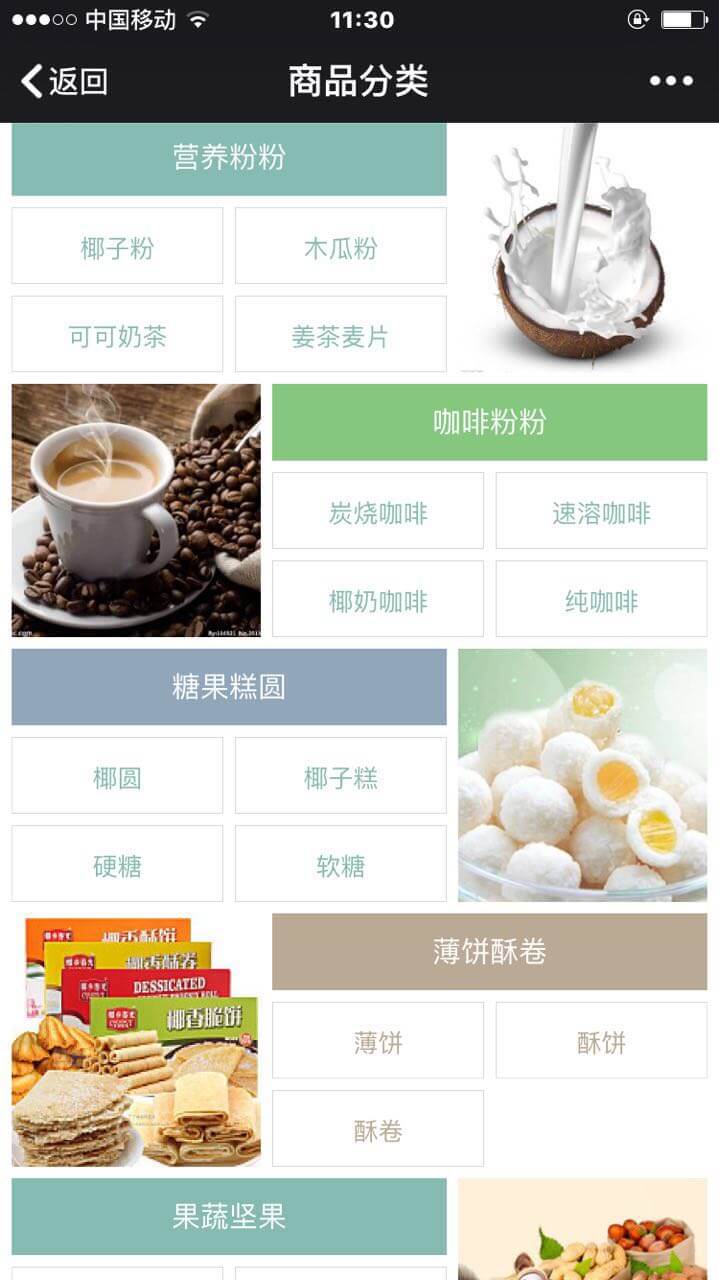 中国移动 11:30
返回 商品分类
营养粉粉
椰子粉 木瓜粉
可可奶茶 姜茶麦片
咖啡粉粉
炭烧咖啡 速溶咖啡
椰奶咖啡 纯咖啡
糖果糕圆
椰圆 椰子糕
硬糖 软糖
椰香酥饼
椰香酥卷
DESSICATED
椰香脆饼
薄饼酥卷
薄饼 酥饼
酥卷
果蔬坚果